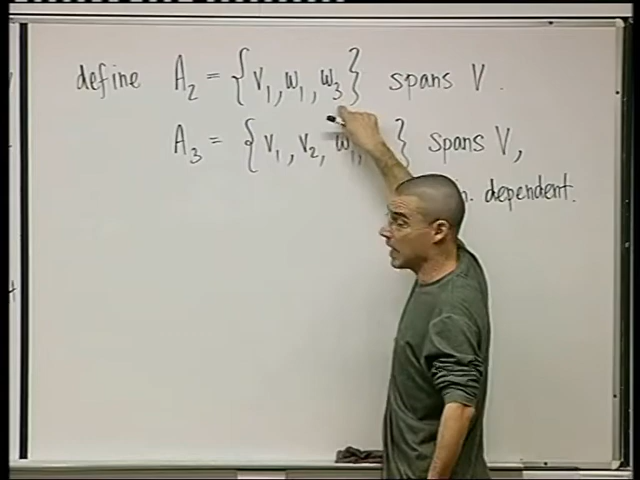 define A₂ = {v₁, w₁, w₃} spans V.
A₃ = {v₁, v₂, w₁, } spans V,
dependent.